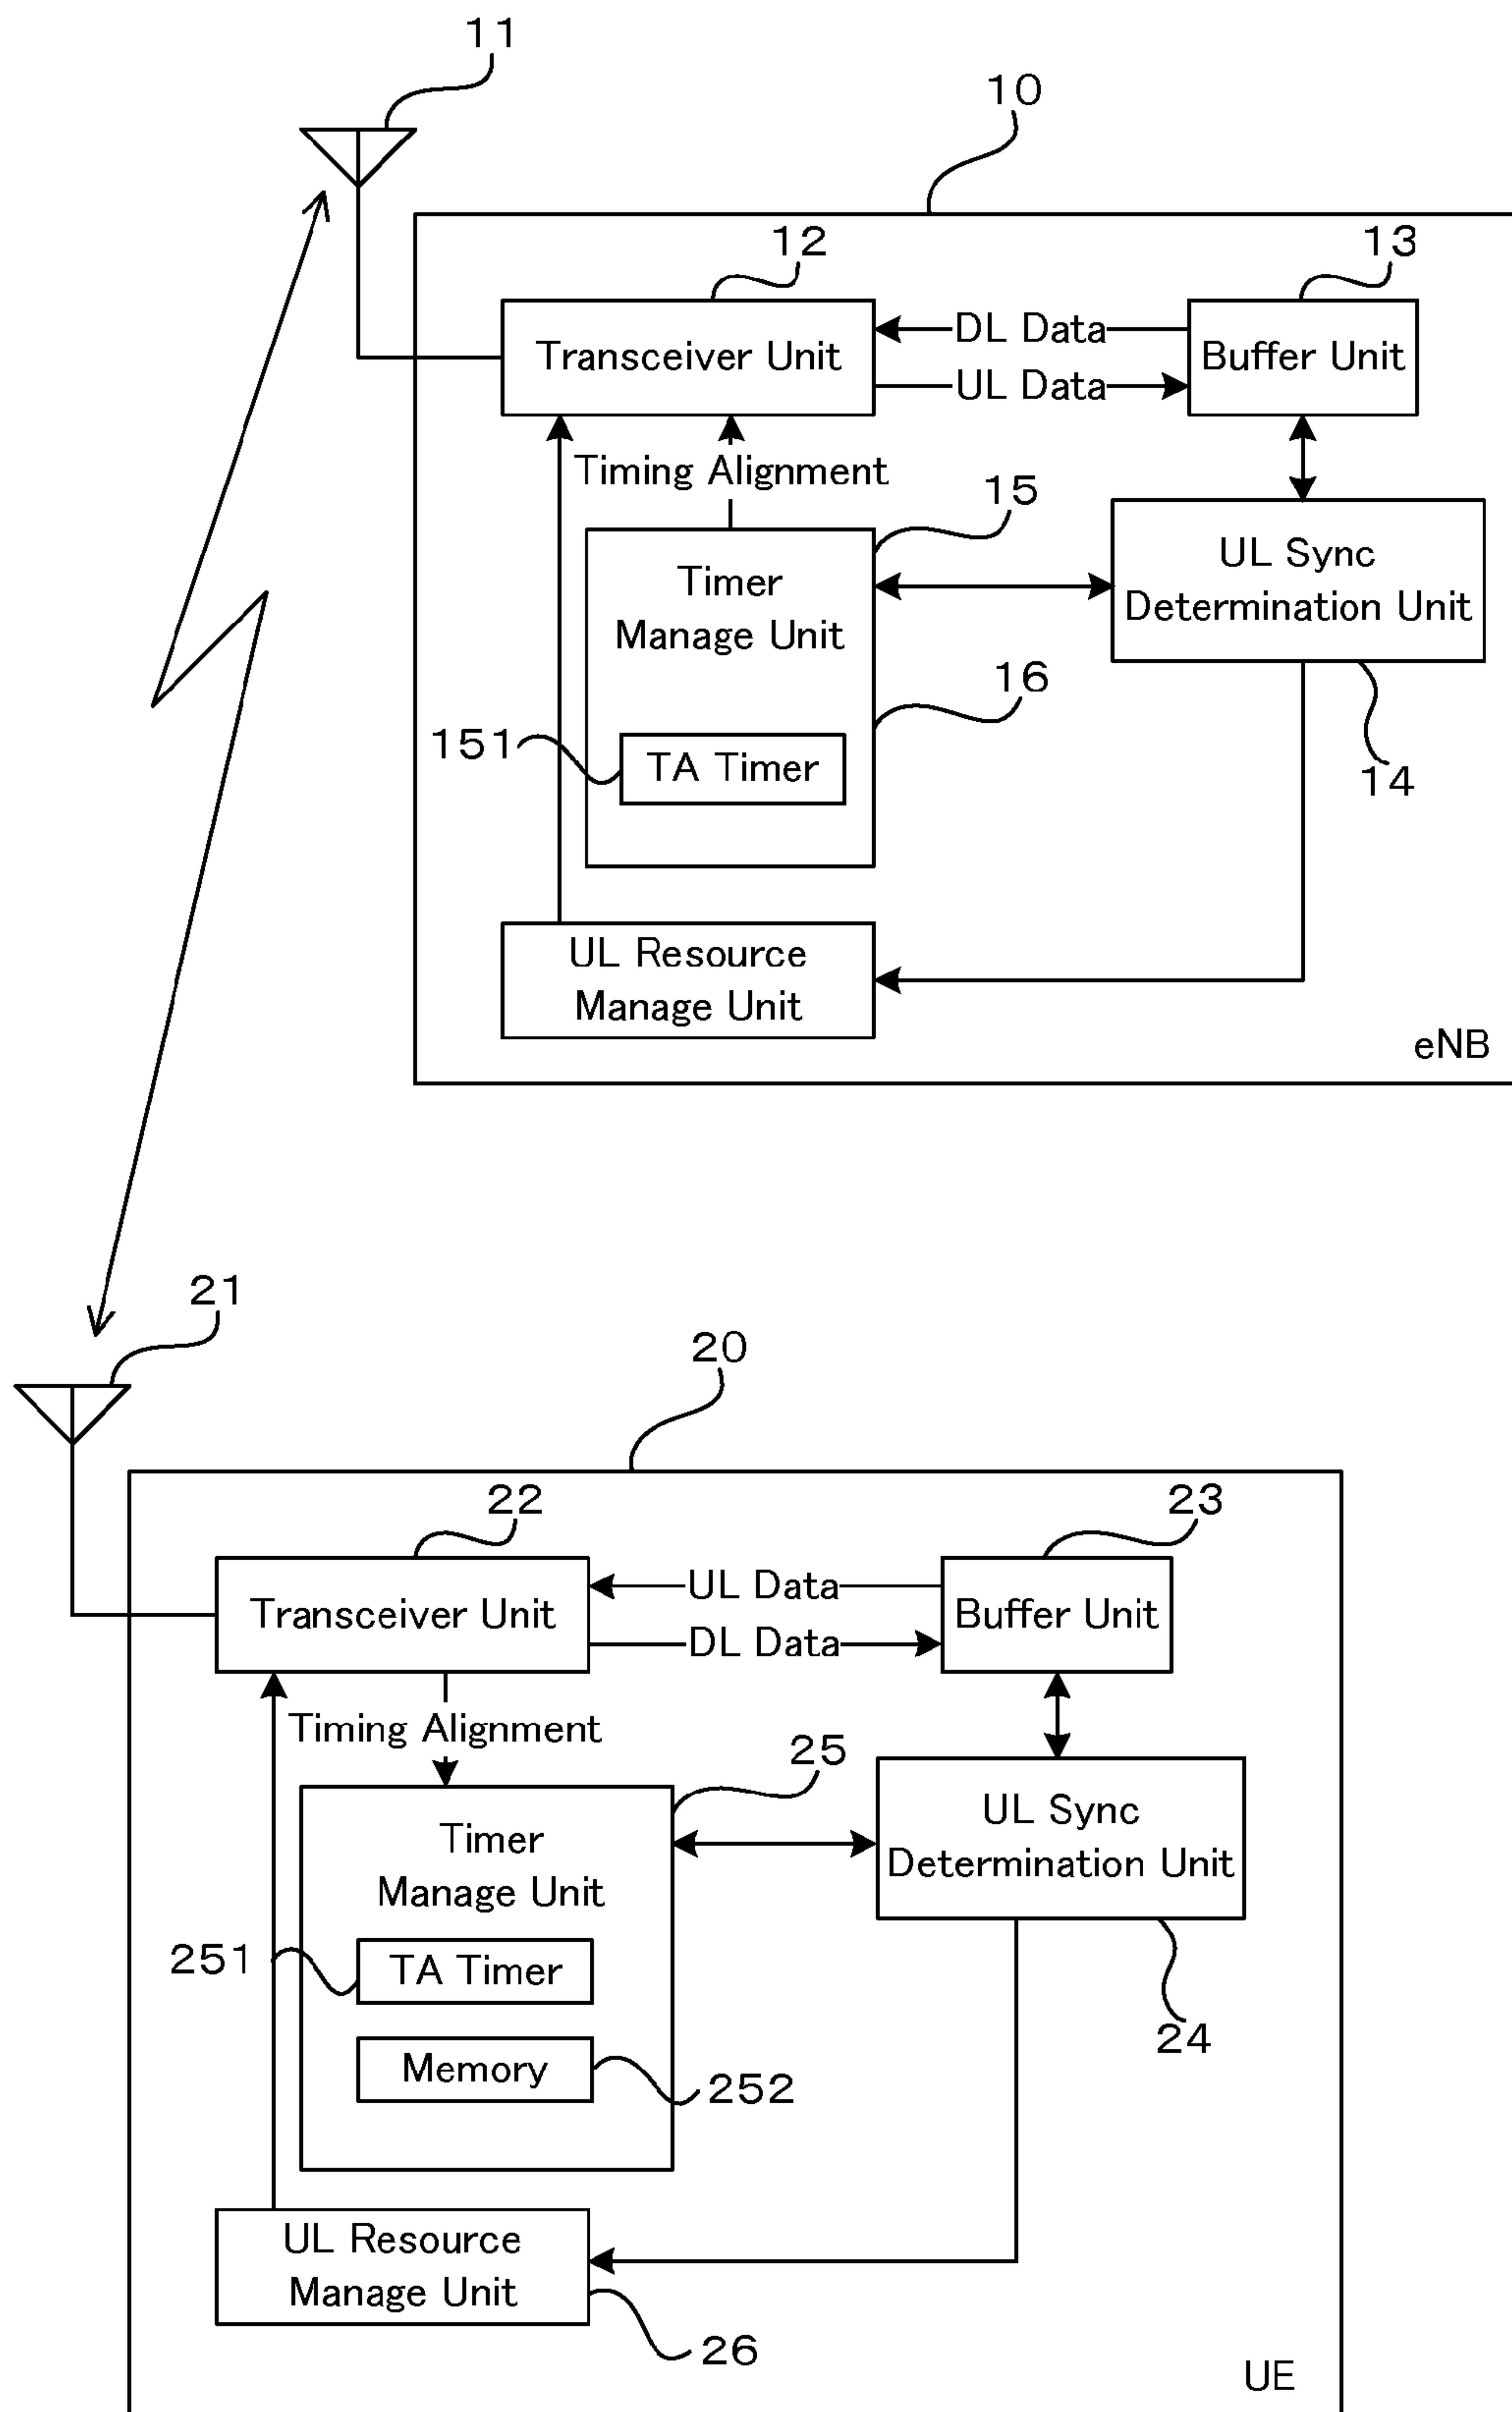 11
10
12
13
Transceiver Unit
DL Data
UL Data
Buffer Unit
Timing Alignment
15
Timer
Manage Unit
UL Sync
Determination Unit
16
151
TA Timer
14
UL Resource
Manage Unit
eNB
21
20
22
23
Transceiver Unit
UL Data
DL Data
Buffer Unit
Timing Alignment
25
Timer
Manage Unit
UL Sync
Determination Unit
251
TA Timer
24
Memory
252
UL Resource
Manage Unit
26
UE